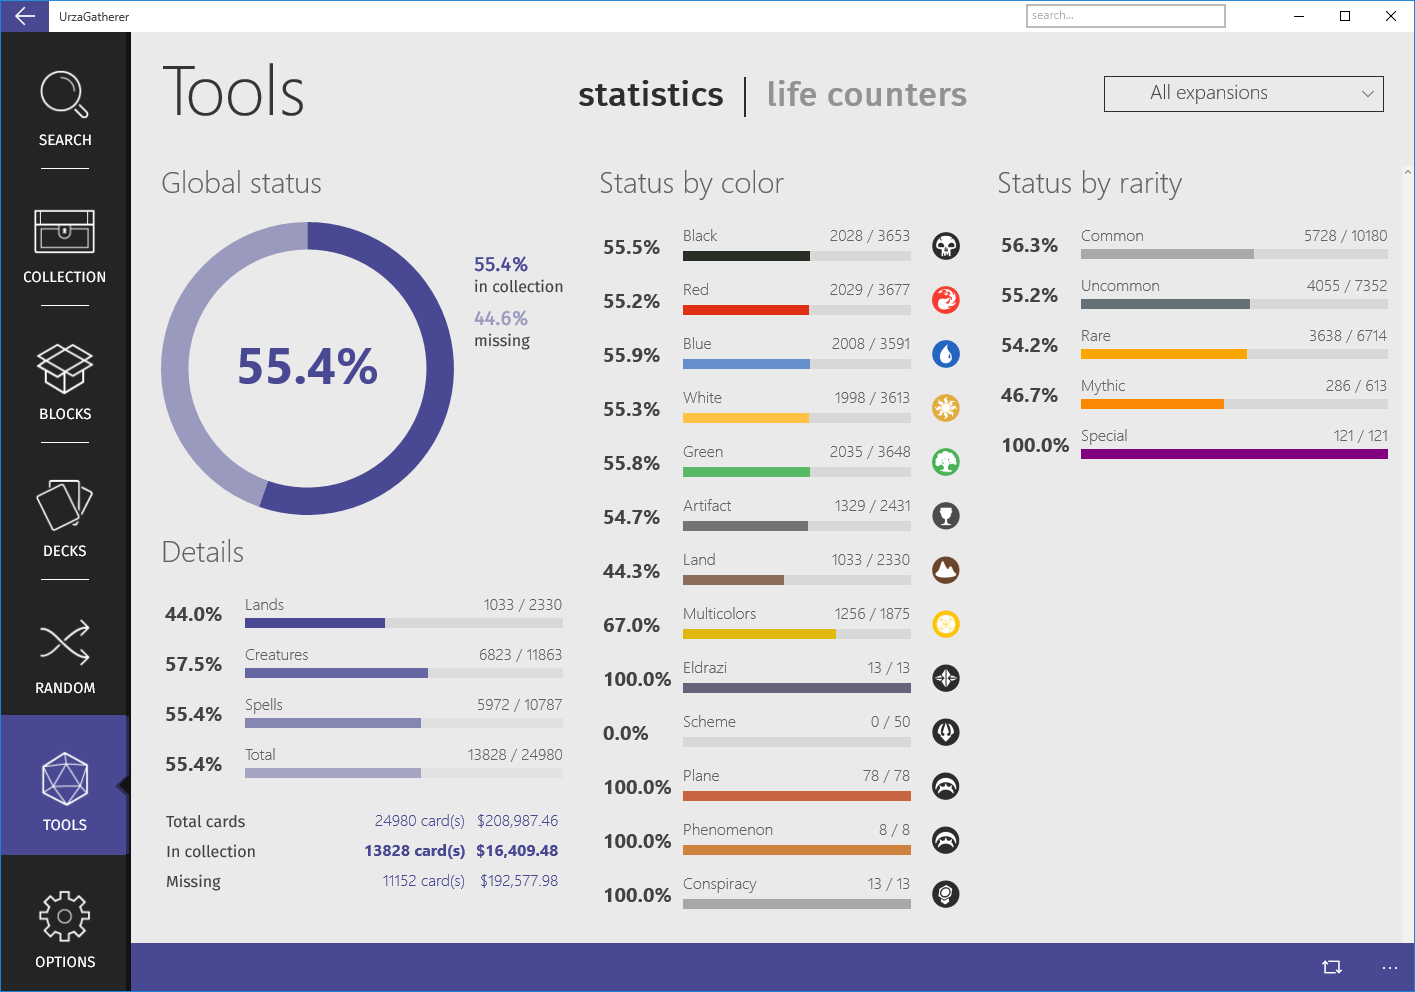 UrzaGatherer
search...
SEARCH
COLLECTION
BLOCKS
DECKS
RANDOM
TOOLS
OPTIONS
Tools
statistics | life counters
All expansions
Global status
55.4%
55.4%
in collection
44.6%
missing
Details
44.0% Lands 1033 / 2330
57.5% Creatures 6823 / 11863
55.4% Spells 5972 / 10787
55.4% Total 13828 / 24980
Total cards 24980 card(s) $208,987.46
In collection 13828 card(s) $16,409.48
Missing 11152 card(s) $192,577.98
Status by color
55.5% Black 2028 / 3653
55.2% Red 2029 / 3677
55.9% Blue 2008 / 3591
55.3% White 1998 / 3613
55.8% Green 2035 / 3648
54.7% Artifact 1329 / 2431
44.3% Land 1033 / 2330
67.0% Multicolors 1256 / 1875
100.0% Eldrazi 13 / 13
0.0% Scheme 0 / 50
100.0% Plane 78 / 78
100.0% Phenomenon 8 / 8
100.0% Conspiracy 13 / 13
Status by rarity
56.3% Common 5728 / 10180
55.2% Uncommon 4055 / 7352
54.2% Rare 3638 / 6714
46.7% Mythic 286 / 613
100.0% Special 121 / 121